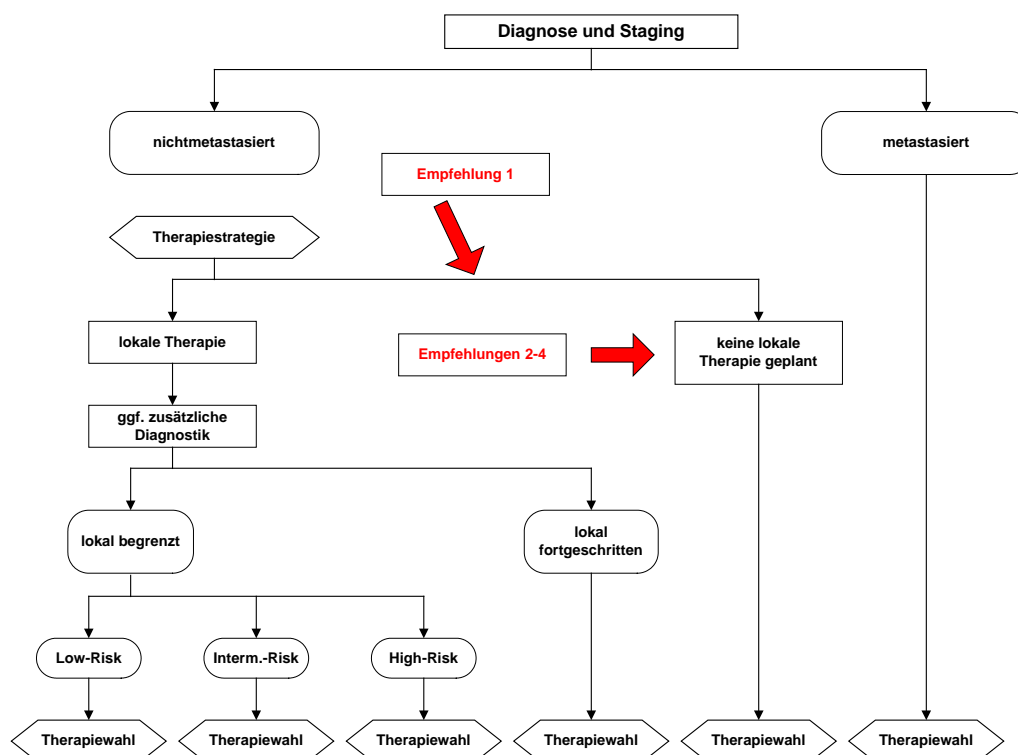 Diagnose und Staging
nichtmetastasiert
metastasiert
Empfehlung 1
Therapiestrategie
lokale Therapie
Empfehlungen 2-4
keine lokale
Therapie geplant
ggf. zusätzliche
Diagnostik
lokal begrenzt
lokal
fortgeschritten
Low-Risk
Interm.-Risk
High-Risk
Therapiewahl
Therapiewahl
Therapiewahl
Therapiewahl
Therapiewahl
Therapiewahl